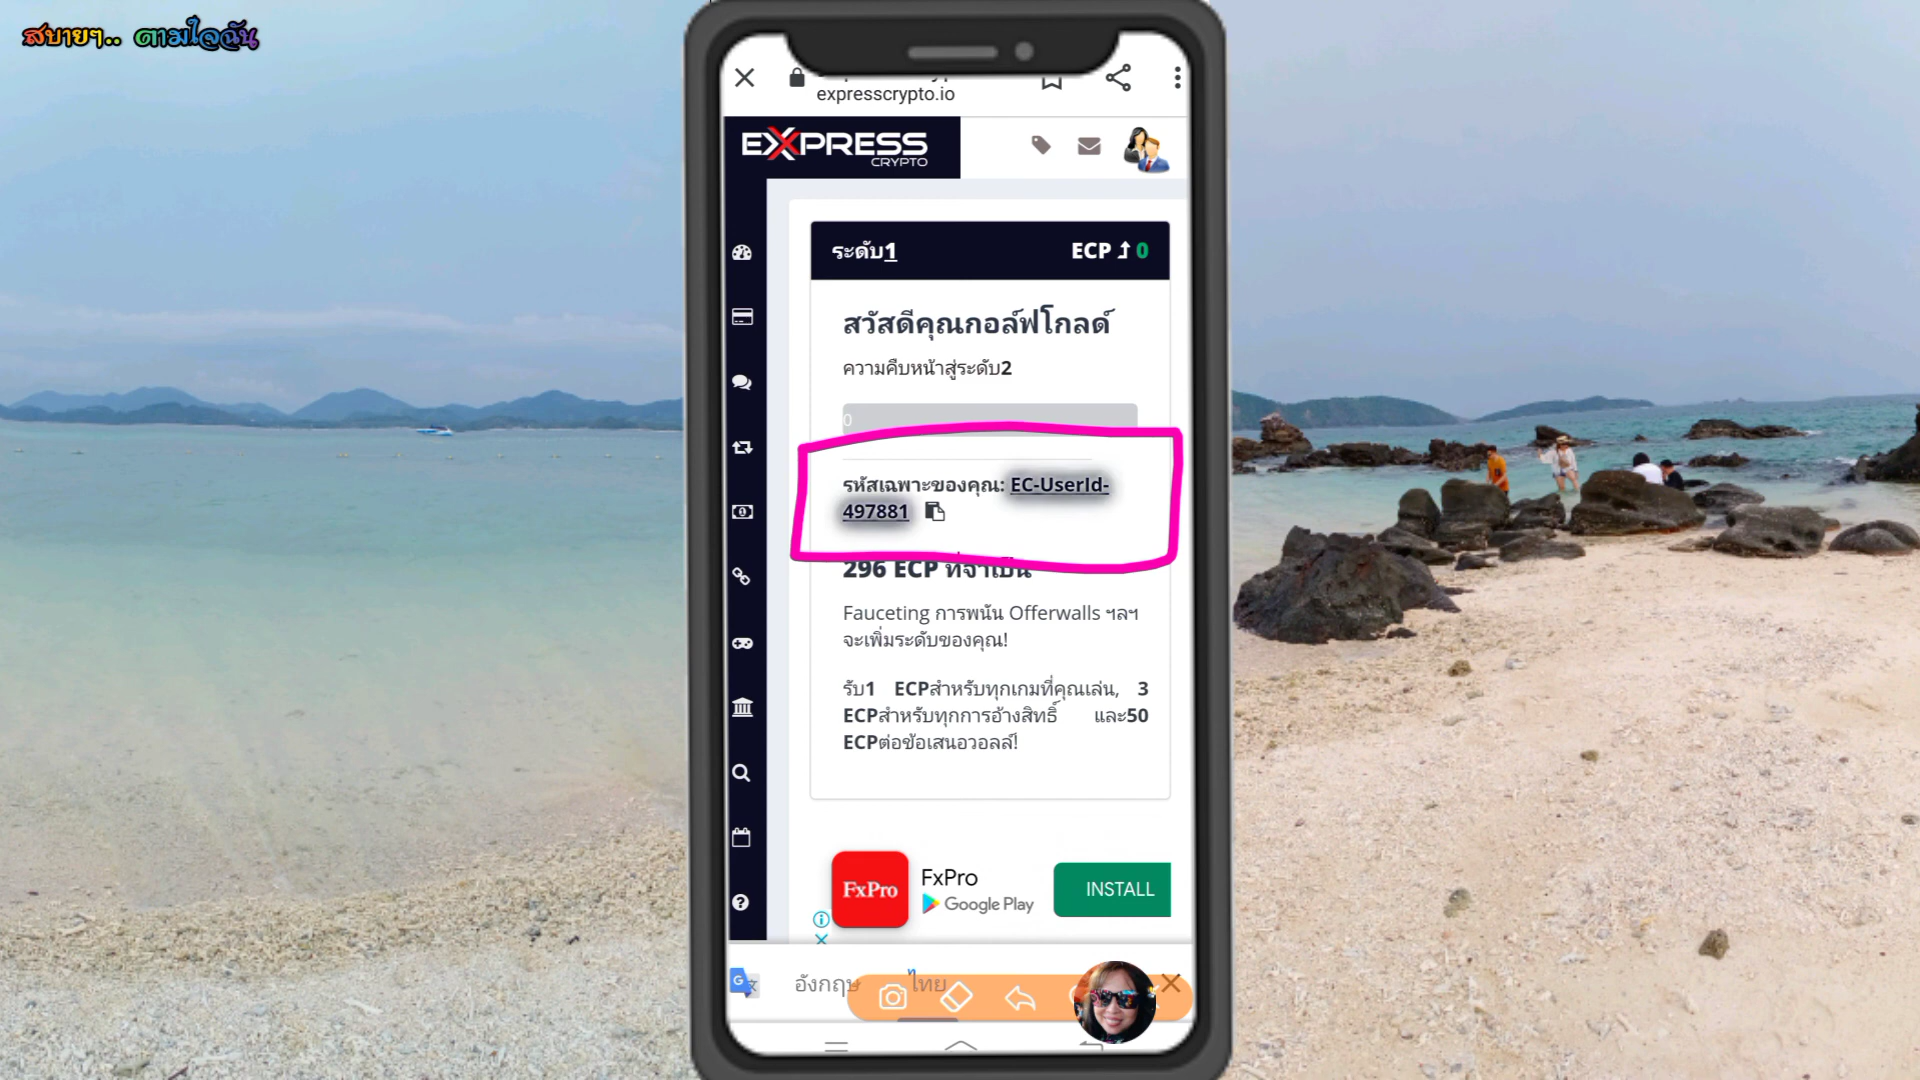 สบายๆ.. ตามใจฉัน
expresscrypto.io
EXPRESS
CRYPTO
ระดับ1 ECP 0
สวัสดีคุณกอล์ฟโกลด์
ความคืบหน้าสู่ระดับ2
0
รหัสเฉพาะของคุณ: EC-UserId-
497881
296 ECP ที่จำเป็น
Fauceting การพนัน Offerwalls ฯลฯ
จะเพิ่มระดับของคุณ!
รับ1 ECPสำหรับทุกเกมที่คุณเล่น, 3
ECPสำหรับทุกการอ้างสิทธิ์ และ50
ECPต่อข้อเสนอวอลล์!
FxPro
FxPro
Google Play
INSTALL
อังกฤษ ไทย